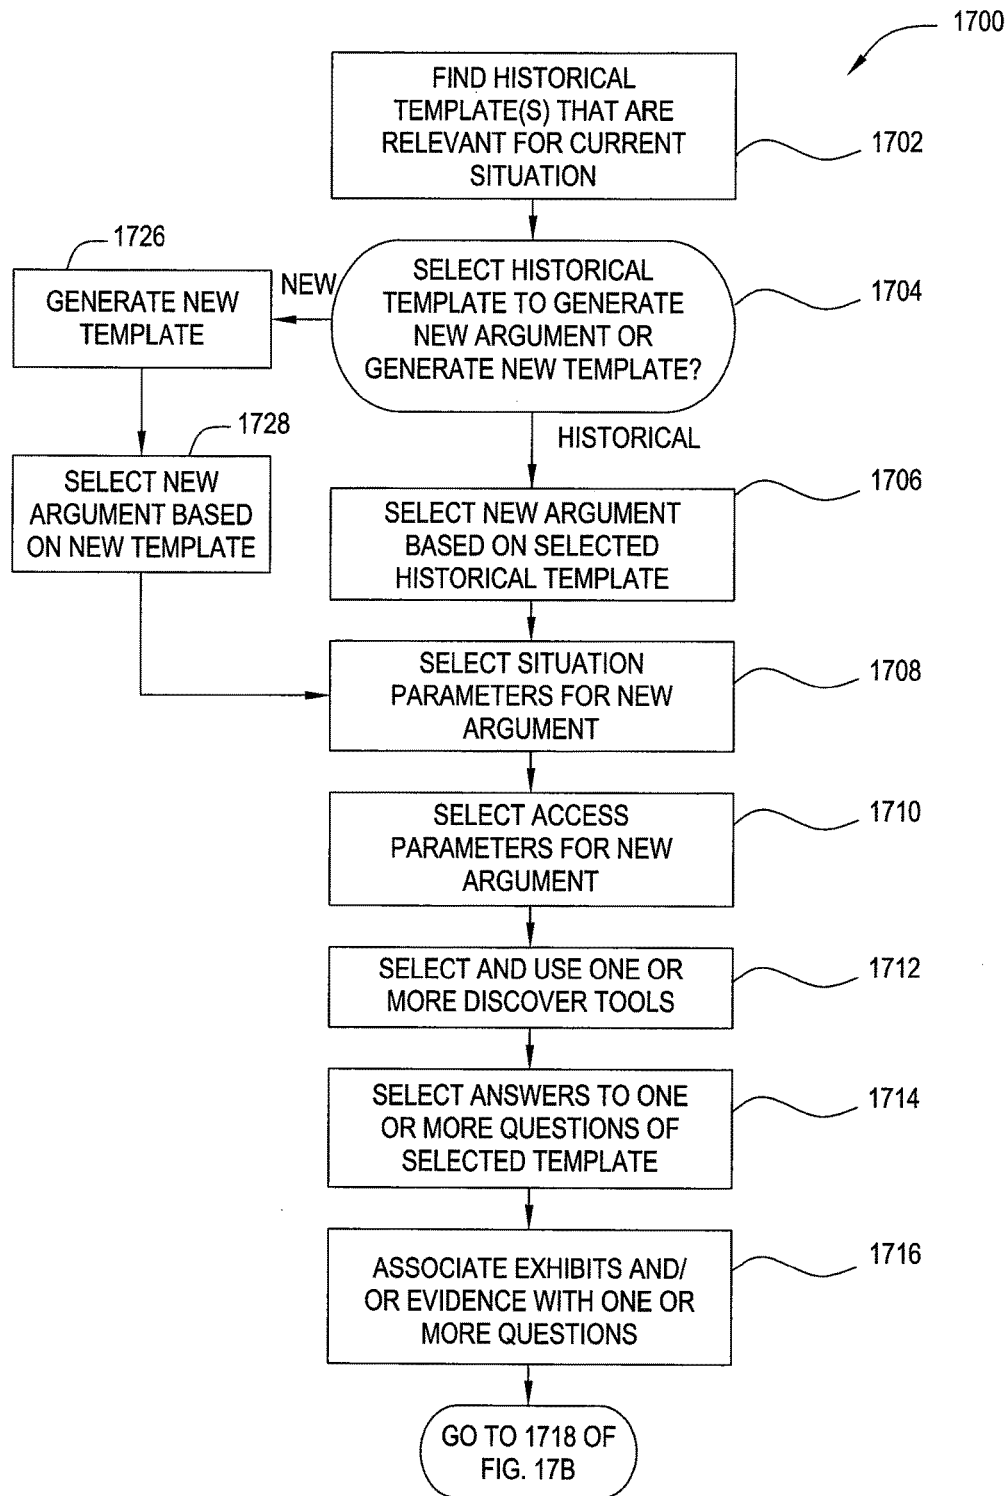 1700
FIND HISTORICAL
TEMPLATE(S) THAT ARE
RELEVANT FOR CURRENT
SITUATION
1702
1726
GENERATE NEW
TEMPLATE
NEW
SELECT HISTORICAL
TEMPLATE TO GENERATE
NEW ARGUMENT OR
GENERATE NEW TEMPLATE?
1704
HISTORICAL
1728
SELECT NEW
ARGUMENT BASED
ON NEW TEMPLATE
SELECT NEW ARGUMENT
BASED ON SELECTED
HISTORICAL TEMPLATE
1706
SELECT SITUATION
PARAMETERS FOR NEW
ARGUMENT
1708
SELECT ACCESS
PARAMETERS FOR NEW
ARGUMENT
1710
SELECT AND USE ONE OR
MORE DISCOVER TOOLS
1712
SELECT ANSWERS TO ONE
OR MORE QUESTIONS OF
SELECTED TEMPLATE
1714
ASSOCIATE EXHIBITS AND/
OR EVIDENCE WITH ONE OR
MORE QUESTIONS
1716
GO TO 1718 OF
FIG. 17B